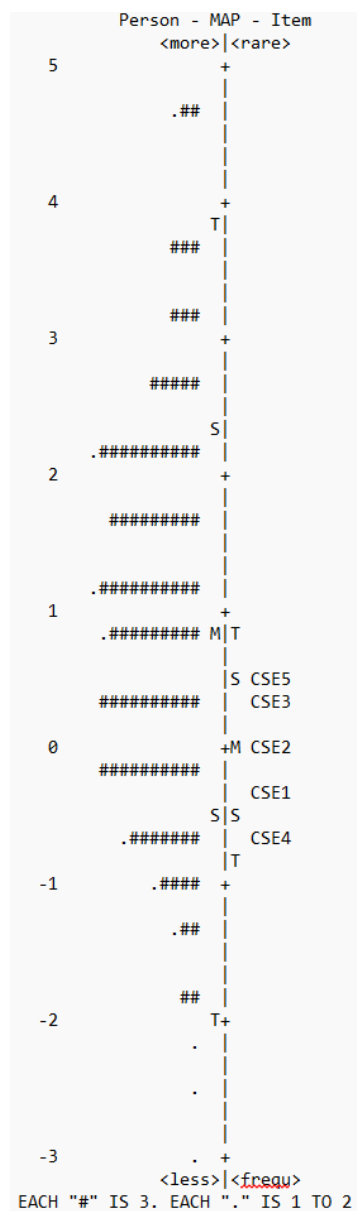 Person - MAP - Item
<more>|<rare>
5 +
|
.## |
|
|
|
4 +
T|
### |
|
|
### |
3 +
|
##### |
|
S|
.########## |
2 +
|
######### |
|
|
.########## |
1 +
.######### M|T
|
|S CSE5
########## | CSE3
|
0 +M CSE2
########## |
| CSE1
S|S
.####### | CSE4
|T
-1 .#### +
|
.## |
|
|
## |
-2 T+
. |
|
. |
|
|
-3 . +
<less>|<frequ>
EACH "#" IS 3. EACH "." IS 1 TO 2